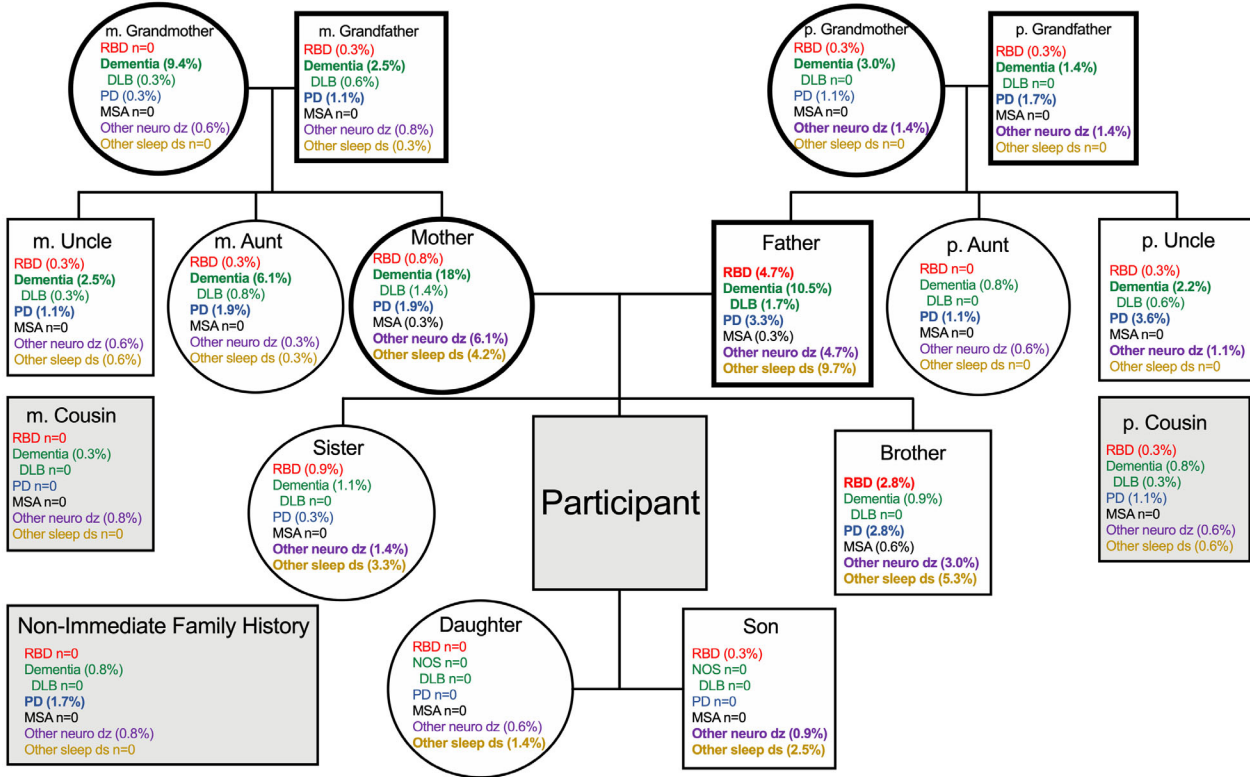 m. Grandmother
RBD n=0
Dementia (9.4%)
DLB (0.3%)
PD (0.3%)
MSA n=0
Other neuro dz (0.6%)
Other sleep ds n=0
m. Grandfather
RBD (0.3%)
Dementia (2.5%)
DLB (0.6%)
PD (1.1%)
MSA n=0
Other neuro dz (0.8%)
Other sleep ds (0.3%)
p. Grandmother
RBD (0.3%)
Dementia (3.0%)
DLB n=0
PD (1.1%)
MSA n=0
Other neuro dz (1.4%)
Other sleep ds n=0
p. Grandfather
RBD (0.3%)
Dementia (1.4%)
DLB n=0
PD (1.7%)
MSA n=0
Other neuro dz (1.4%)
Other sleep ds n=0
m. Uncle
RBD (0.3%)
Dementia (2.5%)
DLB (0.3%)
PD (1.1%)
MSA n=0
Other neuro dz (0.6%)
Other sleep ds (0.6%)
m. Aunt
RBD (0.3%)
Dementia (6.1%)
DLB (0.8%)
PD (1.9%)
MSA n=0
Other neuro dz (0.3%)
Other sleep ds (0.3%)
Mother
RBD (0.8%)
Dementia (18%)
DLB (1.4%)
PD (1.9%)
MSA (0.3%)
Other neuro dz (6.1%)
Other sleep ds (4.2%)
Father
RBD (4.7%)
Dementia (10.5%)
DLB (1.7%)
PD (3.3%)
MSA (0.3%)
Other neuro dz (4.7%)
Other sleep ds (9.7%)
p. Aunt
RBD n=0
Dementia (0.8%)
DLB n=0
PD (1.1%)
MSA n=0
Other neuro dz (0.6%)
Other sleep ds n=0
p. Uncle
RBD (0.3%)
Dementia (2.2%)
DLB (0.6%)
PD (3.6%)
MSA n=0
Other neuro dz (1.1%)
Other sleep ds n=0
m. Cousin
RBD n=0
Dementia (0.3%)
DLB n=0
PD n=0
MSA n=0
Other neuro dz (0.8%)
Other sleep ds n=0
Sister
RBD (0.9%)
Dementia (1.1%)
DLB n=0
PD (0.3%)
MSA n=0
Other neuro dz (1.4%)
Other sleep ds (3.3%)
Participant
Brother
RBD (2.8%)
Dementia (0.9%)
DLB n=0
PD (2.8%)
MSA (0.6%)
Other neuro dz (3.0%)
Other sleep ds (5.3%)
p. Cousin
RBD (0.3%)
Dementia (0.8%)
DLB (0.3%)
PD (1.1%)
MSA n=0
Other neuro dz (0.6%)
Other sleep ds (0.6%)
Non-Immediate Family History
RBD n=0
Dementia (0.8%)
DLB n=0
PD (1.7%)
MSA n=0
Other neuro dz (0.8%)
Other sleep ds n=0
Daughter
RBD n=0
NOS n=0
DLB n=0
PD n=0
MSA n=0
Other neuro dz (0.6%)
Other sleep ds (1.4%)
Son
RBD (0.3%)
NOS n=0
DLB n=0
PD n=0
MSA n=0
Other neuro dz (0.9%)
Other sleep ds (2.5%)